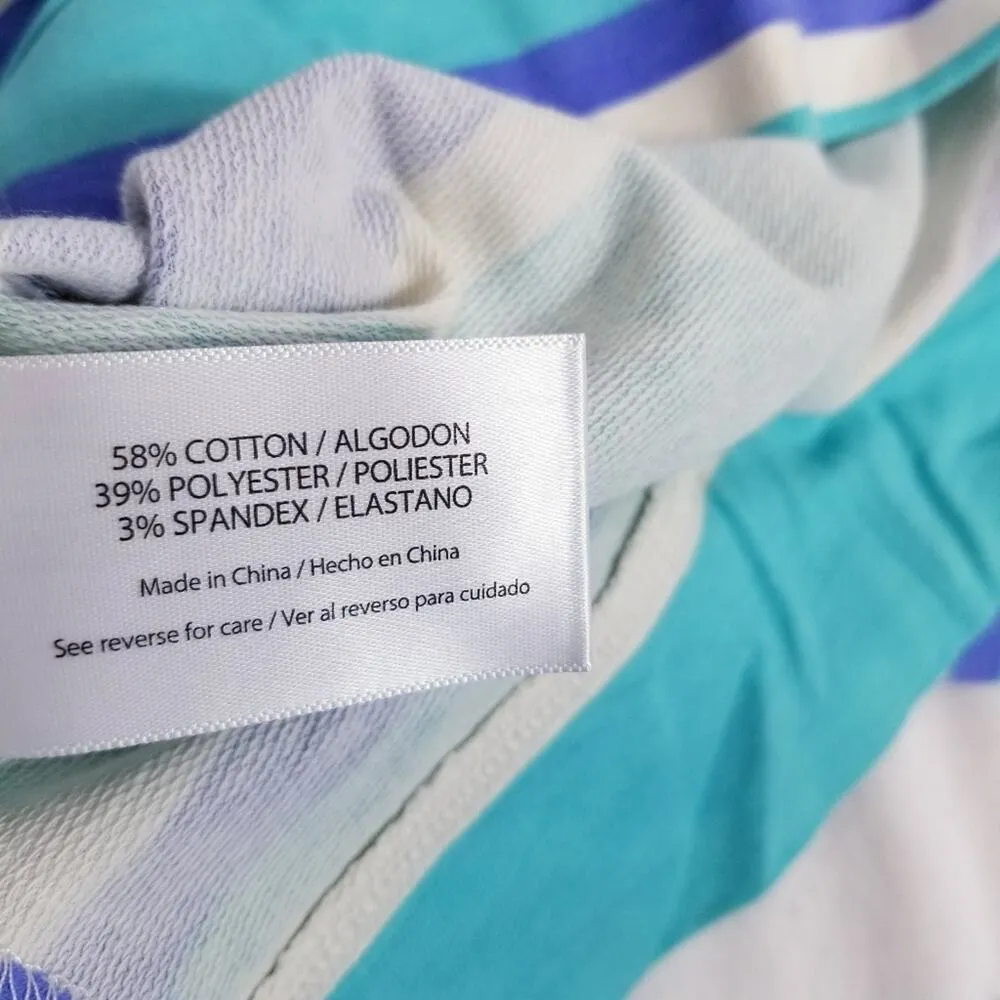 58% COTTON / ALGODON
39% POLYESTER / POLIESTER
3% SPANDEX / ELASTANO
Made in China / Hecho en China
See reverse for care / Ver al reverso para cuidado